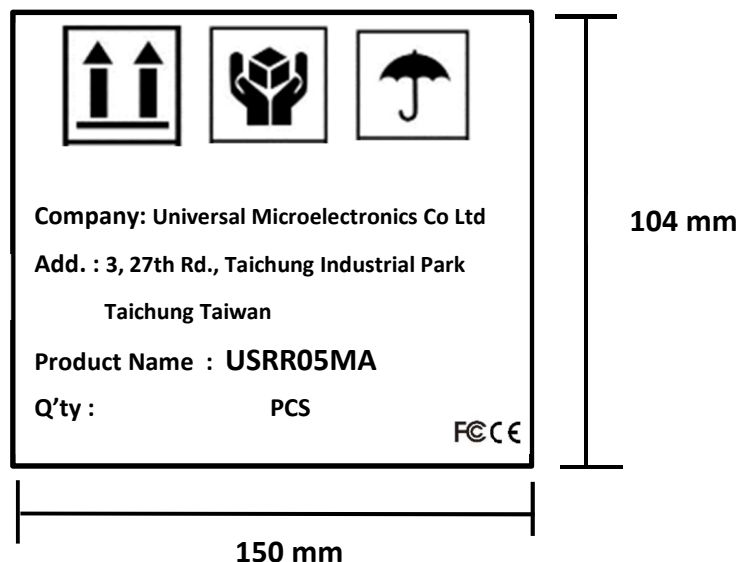 Company: Universal Microelectronics Co Ltd
104 mm
Add. : 3, 27th Rd., Taichung Industrial Park
Taichung Taiwan
Product Name : USRR05MA
Q’ty : PCS
FC CE
150 mm